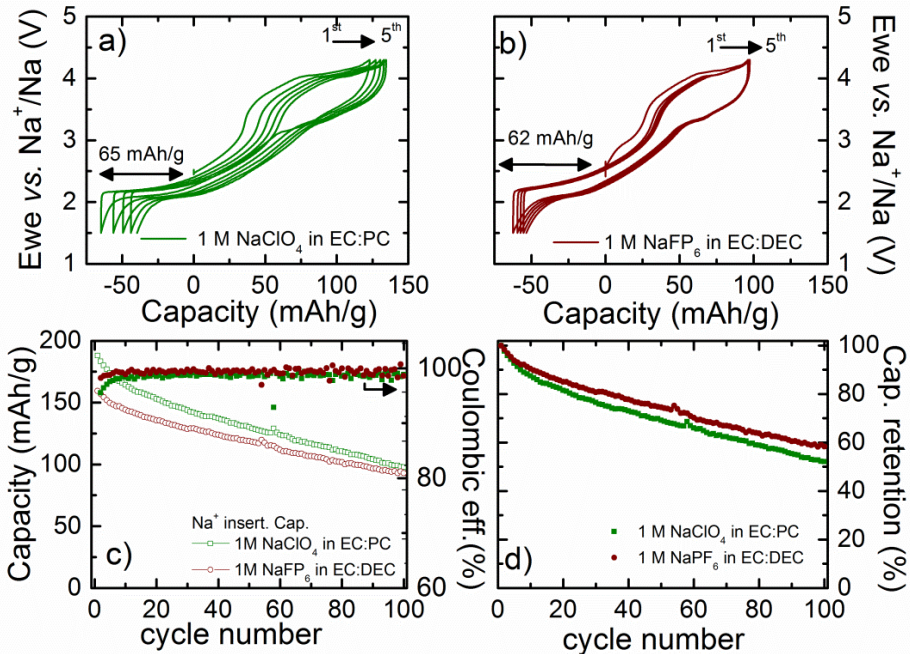 a)
1st 5th
65 mAh/g
1 M NaClO4 in EC:PC
Ewe vs. Na+/Na (V)
5
4
3
2
1
-50 0 50 100 150
Capacity (mAh/g)
b)
1st 5th
62 mAh/g
1 M NaFP6 in EC:DEC
Ewe vs. Na+/Na (V)
5
4
3
2
1
-50 0 50 100 150
Capacity (mAh/g)
200
150
100
50
0
Capacity (mAh/g)
Na+ insert. Cap.
1M NaClO4 in EC:PC
1M NaFP6 in EC:DEC
c)
100
80
60
Coulombic eff.(%)
0 20 40 60 80 100
cycle number
d)
1 M NaClO4 in EC:PC
1 M NaPF6 in EC:DEC
100
80
60
40
20
0
Cap. retention (%)
0 20 40 60 80 100
cycle number